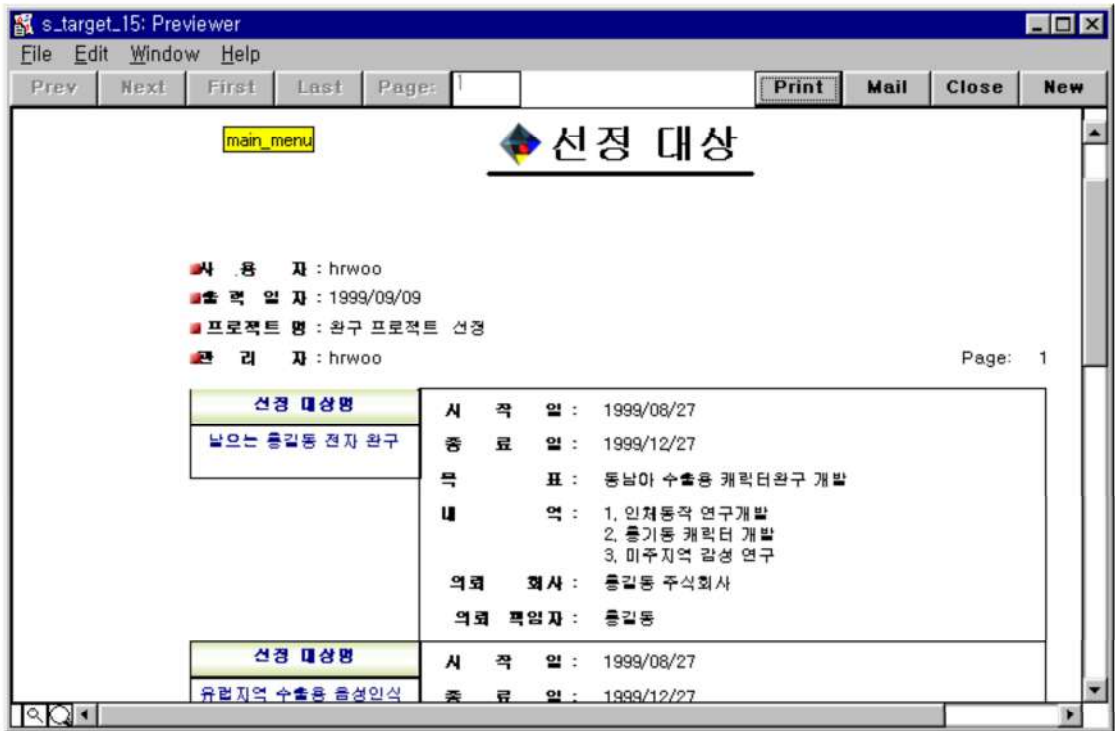 s_target_15: Previewer
File Edit Window Help
Prev Next First Last Page: 1 Print Mail Close New
main_menu
선정 대상
사 용 자 : hrwoo
출 력 일 자 : 1999/09/09
프로젝트 명 : 완구 프로젝트 선정
관 리 자 : hrwoo
Page: 1
선정 대상명
날으는 홍길동 전자 완구
시 작 일 : 1999/08/27
종 료 일 : 1999/12/27
목 표 : 동남아 수출용 캐릭터완구 개발
내 역 : 1. 인체동작 연구개발
2. 홍기동 캐릭터 개발
3. 미주지역 감성 연구
의뢰 회사 : 홍길동 주식회사
의뢰 책임자 : 홍길동
선정 대상명
유럽지역 수출용 음성인식
시 작 일 : 1999/08/27
종 료 일 : 1999/12/27